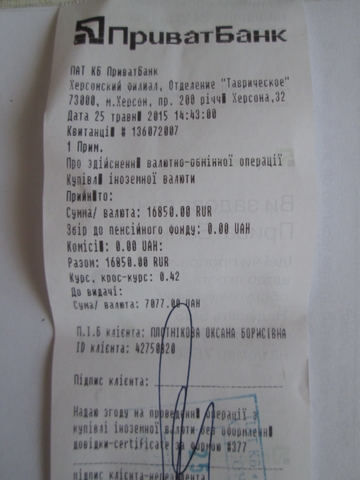 ПриватБанк
ПАТ КБ ПриватБанк
Херсонский филиал, Отделение "Таврическое"
73000, м.Херсон, пр. 200 річчя Херсона,32
Дата 25 травня 2015 14:43:00
Квитанція # 136072007
1 Прим.
Про здійснення валютно-обмінної операції
Купівля іноземної валюти
Прийнято:
Сумма/ валюта: 16850.00 RUR
Збір до пенсійного фонду: 0.00 UAH
Комісія: 0.00 UAH:
Разом: 16850.00 RUR
Курс, крос-курс: 0.42
До видачі:
Сума/ валюта: 7077.00 UAH
П.І.Б клієнта: ПЛОТНІКОВА ОКСАНА БОРИСІВНА
ID клієнта: 42750820
Підпис клієнта:
Надаю згоду на проведення операції з
купівлі іноземної валюти без оформлення
довідки-certificate за формою #377
підпис клієнта-нерезидента